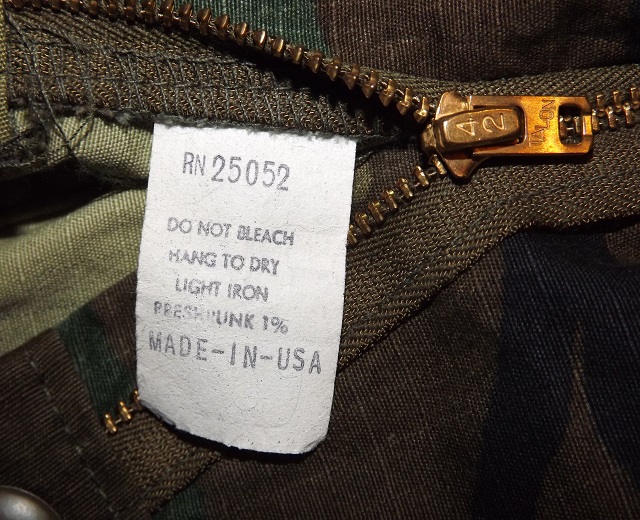 RN 25052
DO NOT BLEACH
HANG TO DRY
LIGHT IRON
PRESHRUNK 1%
MADE-IN-USA
42
TALON